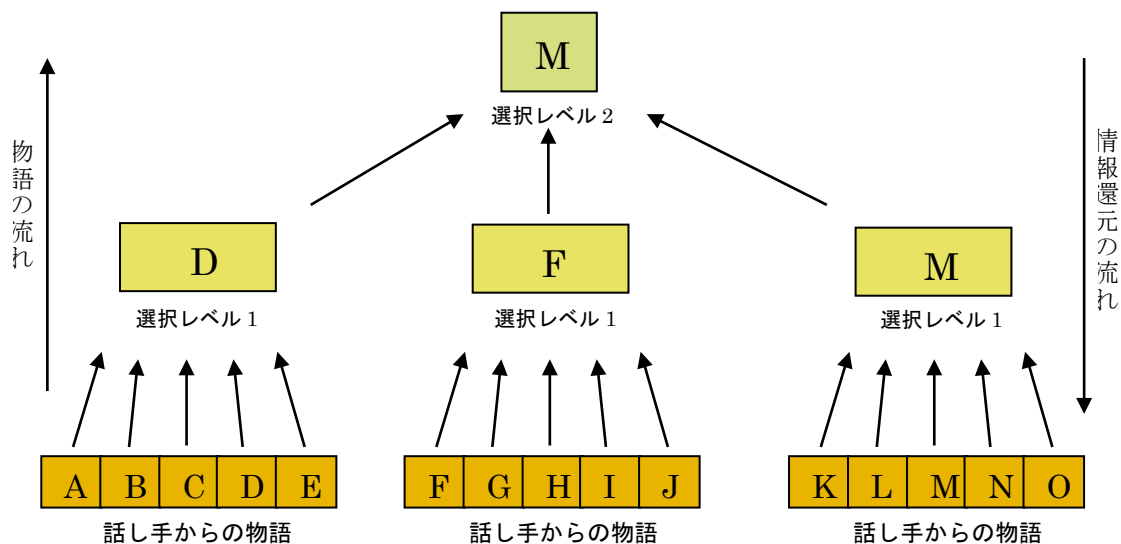 M
選択レベル 2
物語の流れ
情報還元の流れ
D
F
M
選択レベル 1
選択レベル 1
選択レベル 1
A B C D E
F G H I J
K L M N O
話し手からの物語
話し手からの物語
話し手からの物語